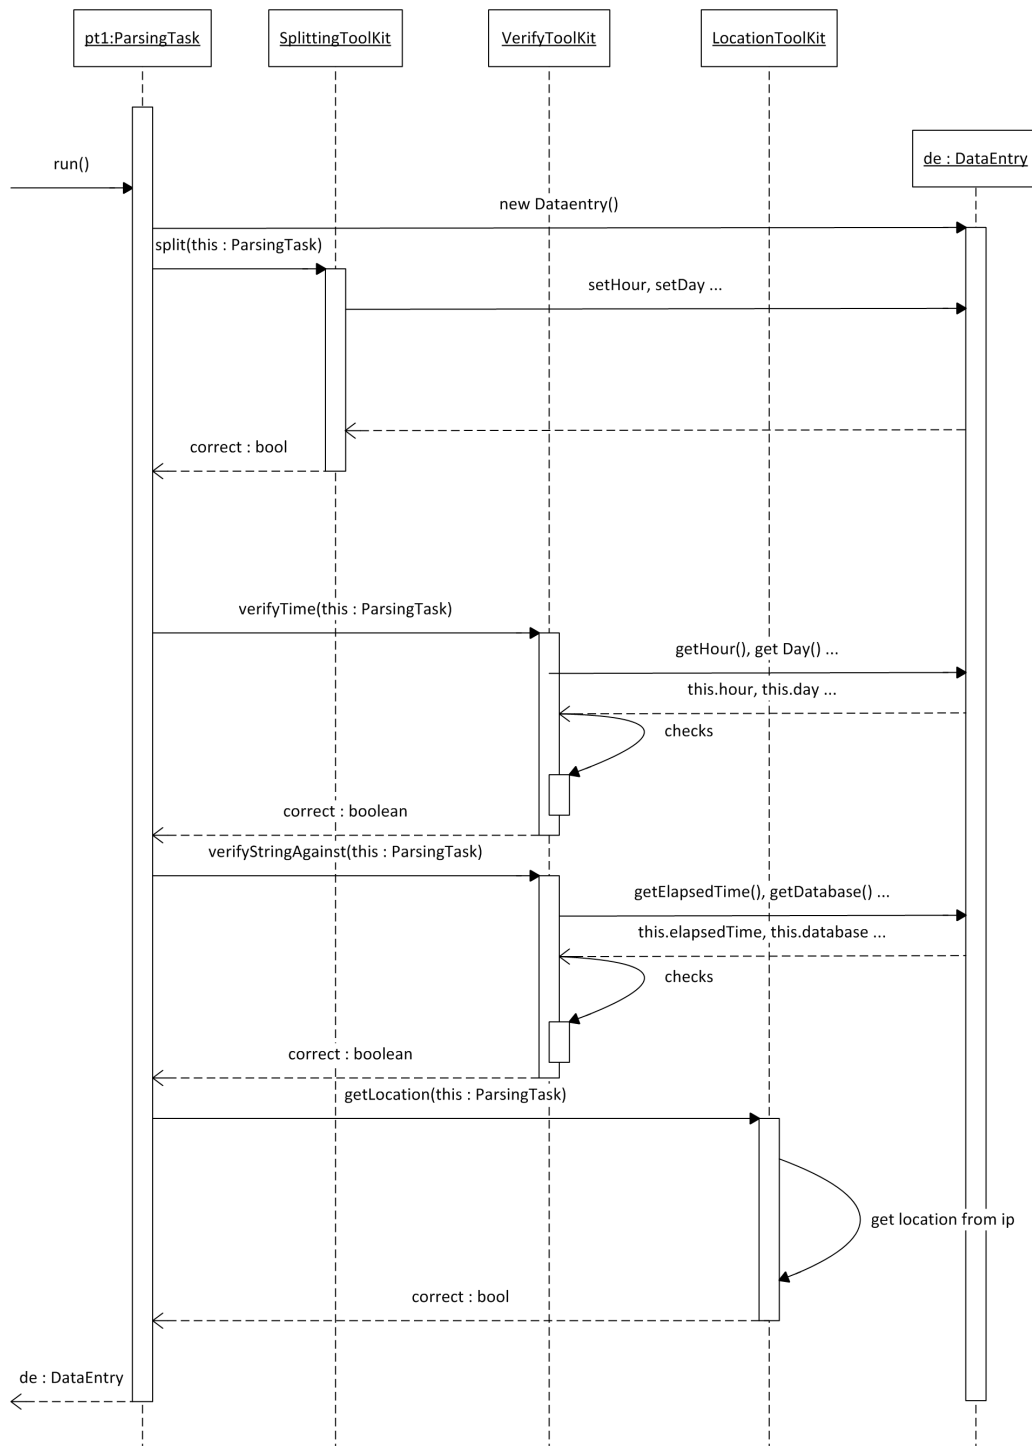 pt1:ParsingTask
SplittingToolKit
VerifyToolKit
LocationToolKit
de : DataEntry
run()
new Dataentry()
split(this : ParsingTask)
setHour, setDay ...
correct : bool
verifyTime(this : ParsingTask)
getHour(), get Day() ...
this.hour, this.day ...
checks
correct : boolean
verifyStringAgainst(this : ParsingTask)
getElapsedTime(), getDatabase() ...
this.elapsedTime, this.database ...
checks
correct : boolean
getLocation(this : ParsingTask)
get location from ip
correct : bool
de : DataEntry